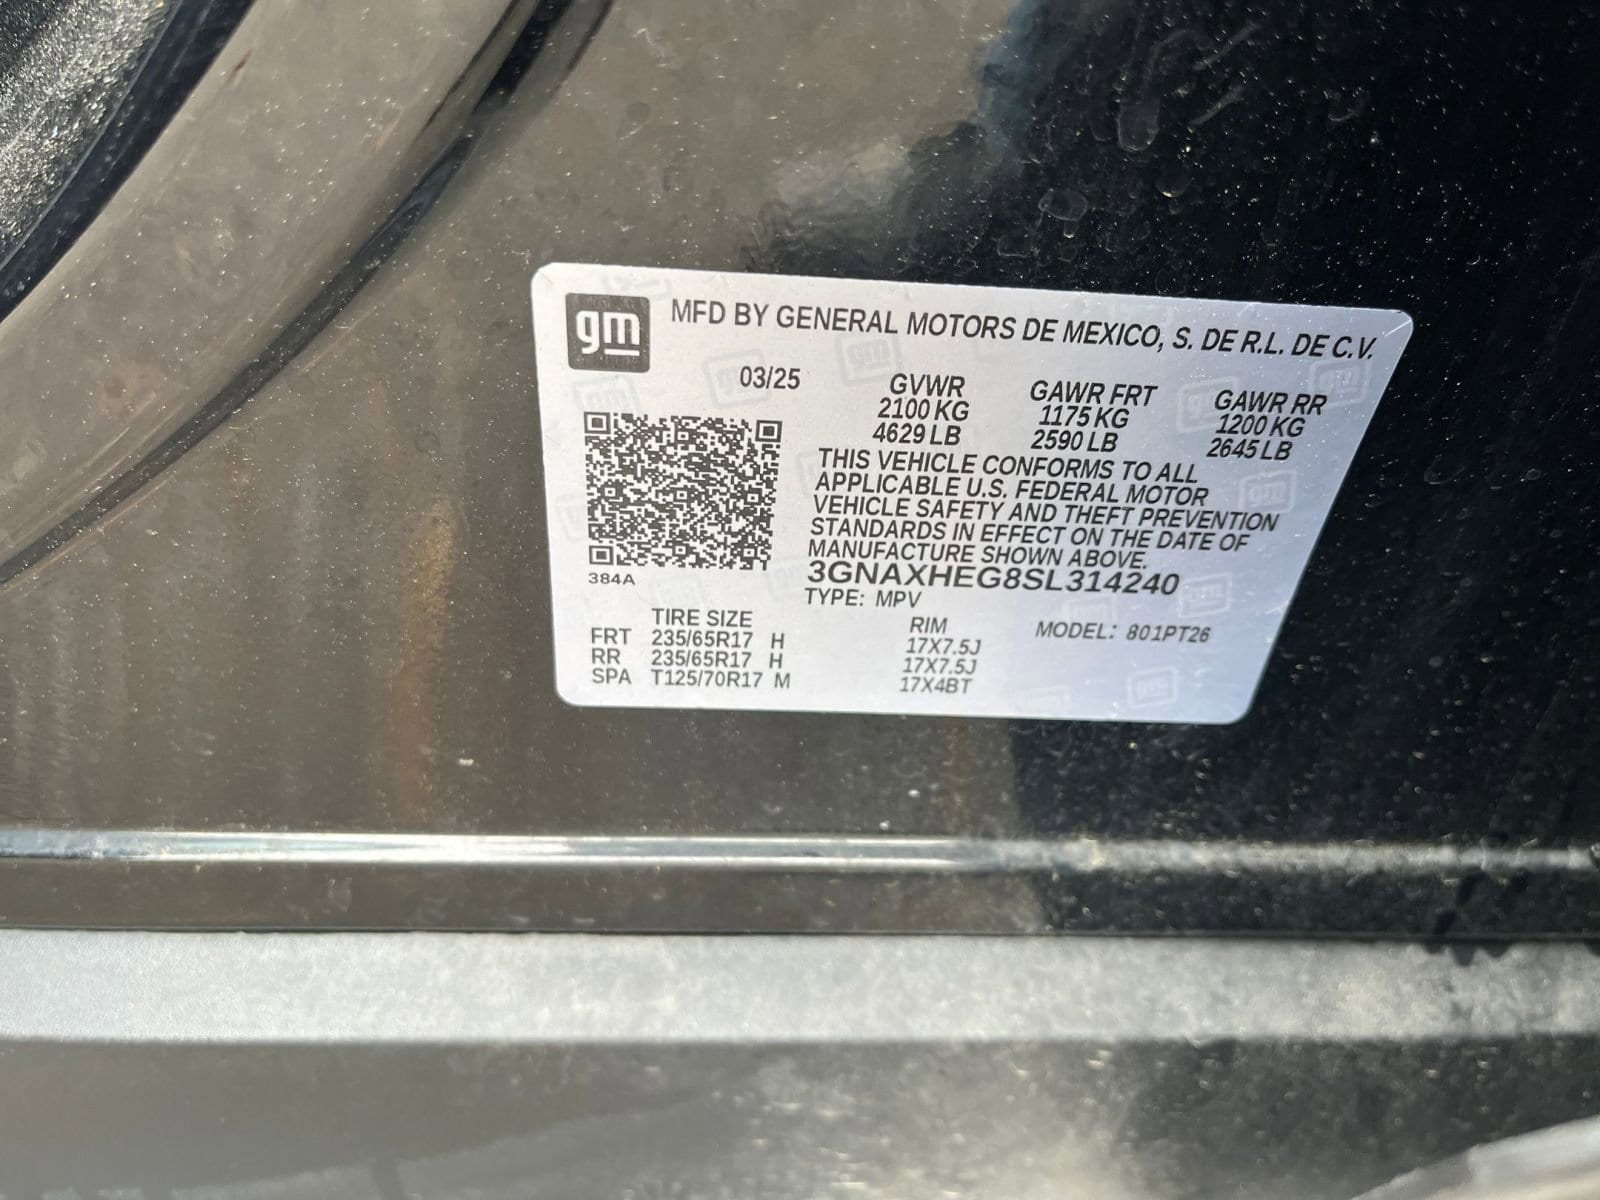 gm
MFD BY GENERAL MOTORS DE MEXICO, S. DE R.L. DE C.V.
03/25 GVWR GAWR FRT GAWR RR
2100 KG 1175 KG 1200 KG
4629 LB 2590 LB 2645 LB
THIS VEHICLE CONFORMS TO ALL
APPLICABLE U.S. FEDERAL MOTOR
VEHICLE SAFETY AND THEFT PREVENTION
STANDARDS IN EFFECT ON THE DATE OF
MANUFACTURE SHOWN ABOVE.
384A 3GNAXHEG8SL314240
TYPE: MPV
TIRE SIZE RIM MODEL: 801PT26
FRT 235/65R17 H 17X7.5J
RR 235/65R17 H 17X7.5J
SPA T125/70R17 M 17X4BT